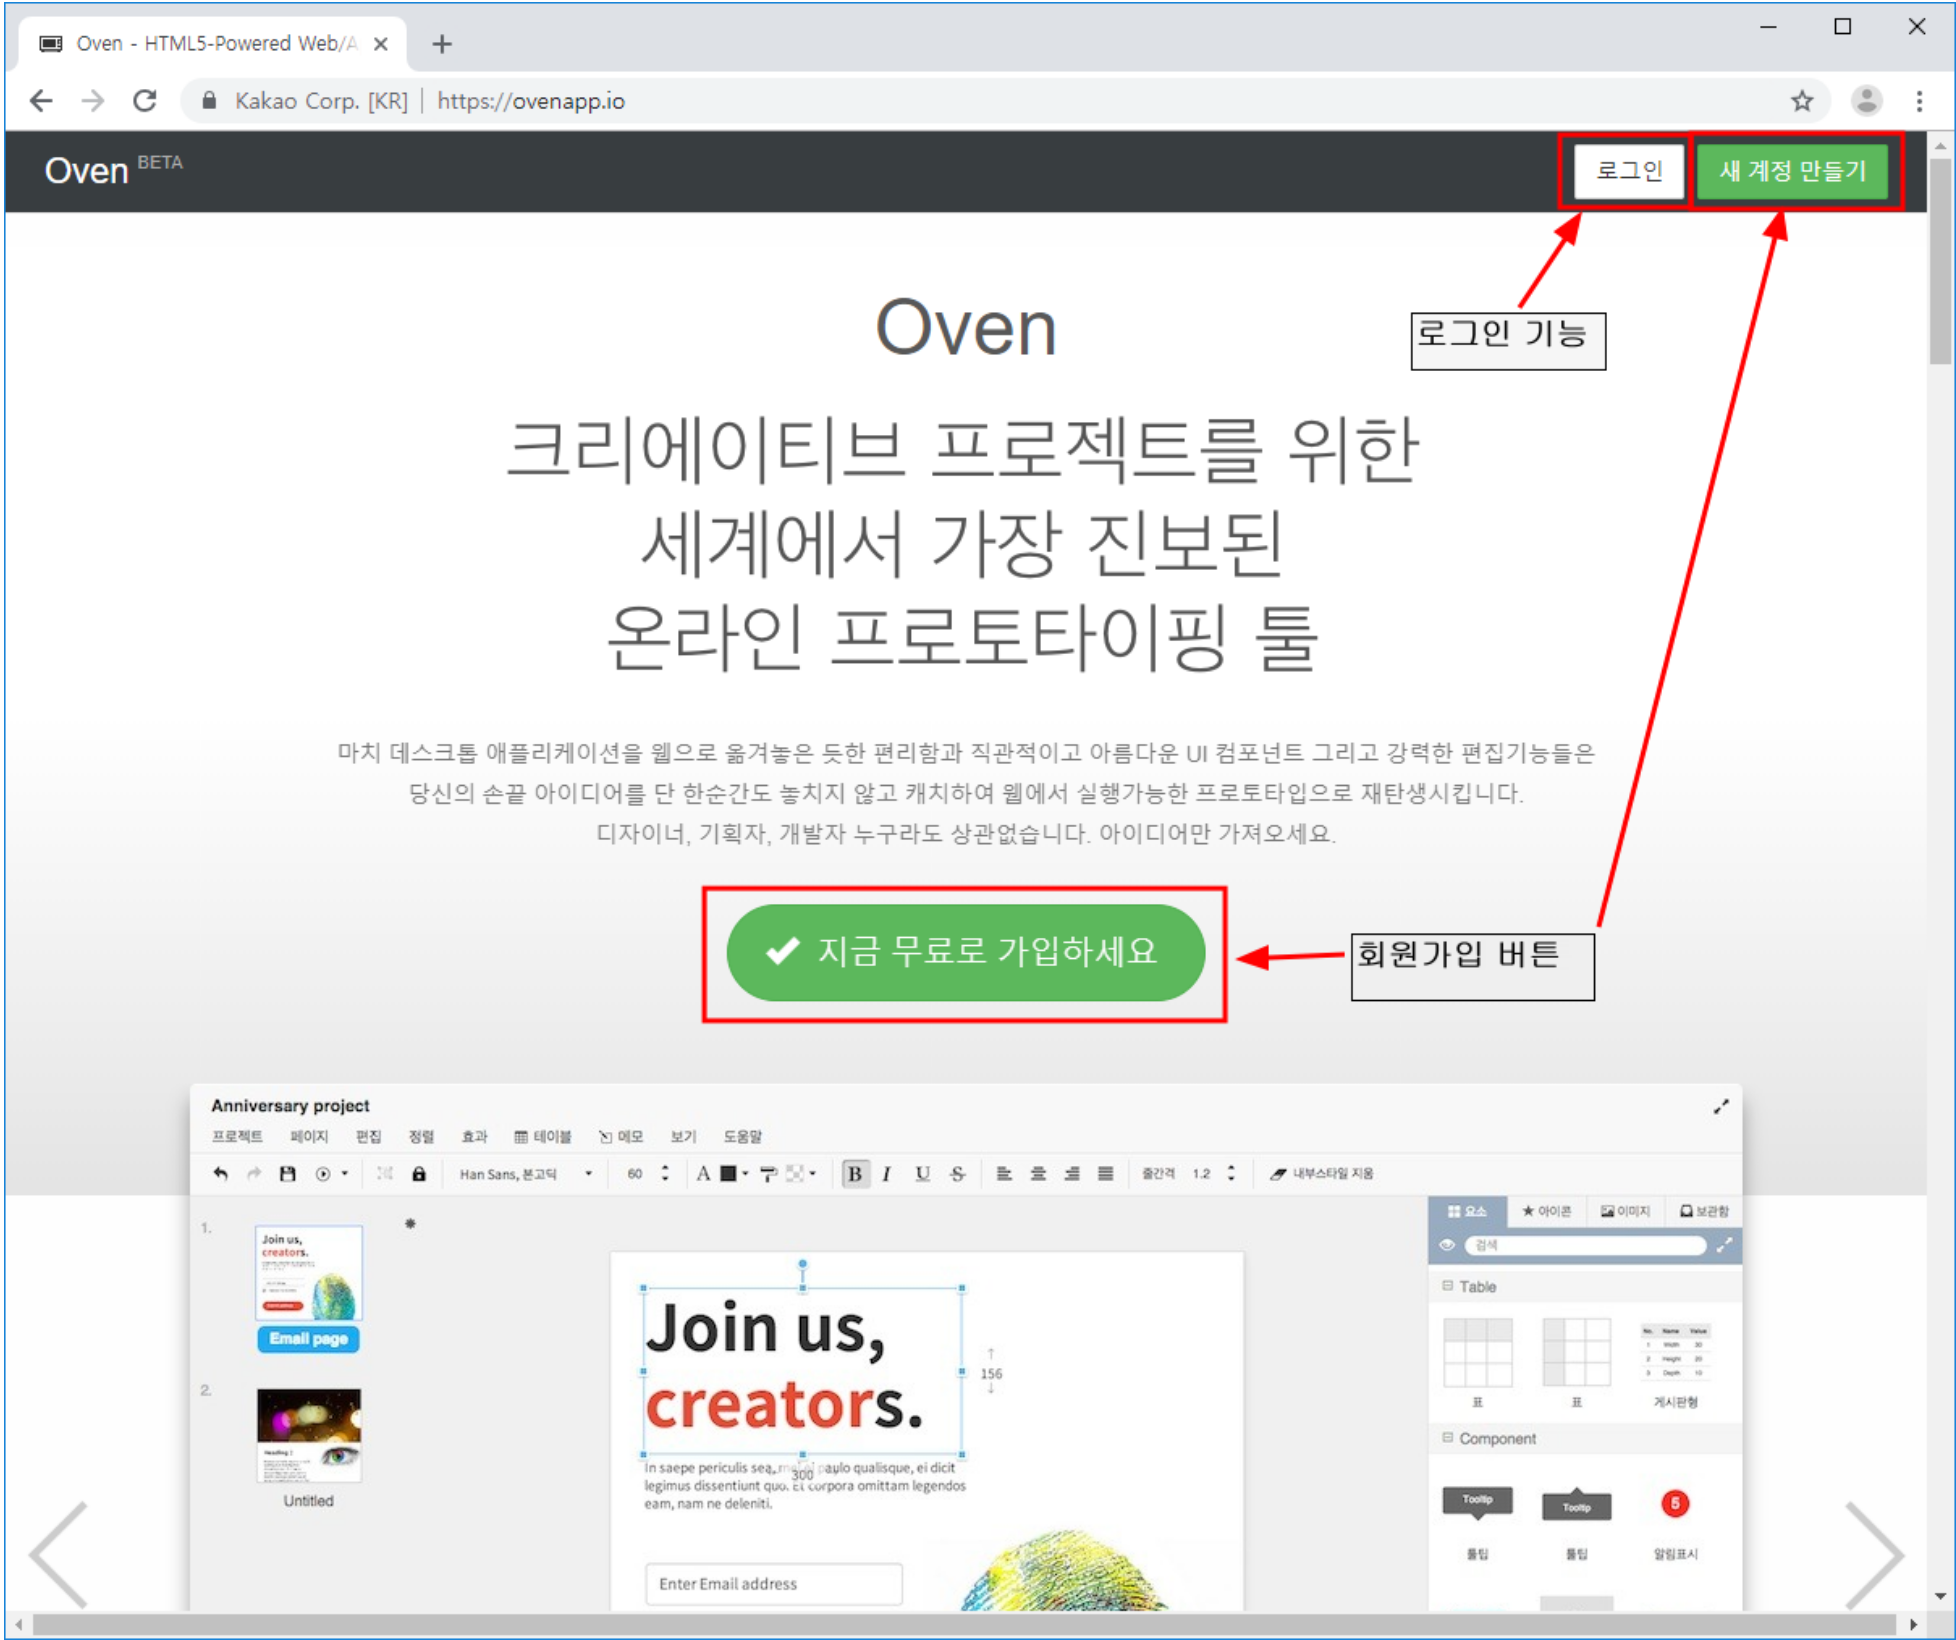 Oven - HTML5-Powered Web/A
Kakao Corp. [KR] | https://ovenapp.io
Oven BETA
로그인
새 계정 만들기
로그인 기능
Oven
크리에이티브 프로젝트를 위한
세계에서 가장 진보된
온라인 프로토타이핑 툴
마치 데스크톱 애플리케이션을 웹으로 옮겨놓은 듯한 편리함과 직관적이고 아름다운 UI 컴포넌트 그리고 강력한 편집기능들은
당신의 손끝 아이디어를 단 한순간도 놓치지 않고 캐치하여 웹에서 실행가능한 프로토타입으로 재탄생시킵니다.
디자이너, 기획자, 개발자 누구라도 상관없습니다. 아이디어만 가져오세요.
지금 무료로 가입하세요
회원가입 버튼
Anniversary project
프로젝트 페이지 편집 정렬 효과 테이블 메모 보기 도움말
Han Sans, 본고딕 60 A B I U S 줄간격 1.2 내부스타일 지움
요소 아이콘 이미지 보관함
검색
1.
Join us,
creators.
Email page
2.
Heading 2
Untitled
Join us,
creators.
156
300
In saepe periculis sea, paulo qualisque, ei dicit
legimus dissentiunt quo. Et corpora omittam legendos
eam, nam ne deleniti.
Enter Email address
Table
No. Name Value
1 Width 30
2 Height 20
3 Depth 10
표 표 게시판형
Component
Tooltip Tooltip 5
툴팁 툴팁 알림표시